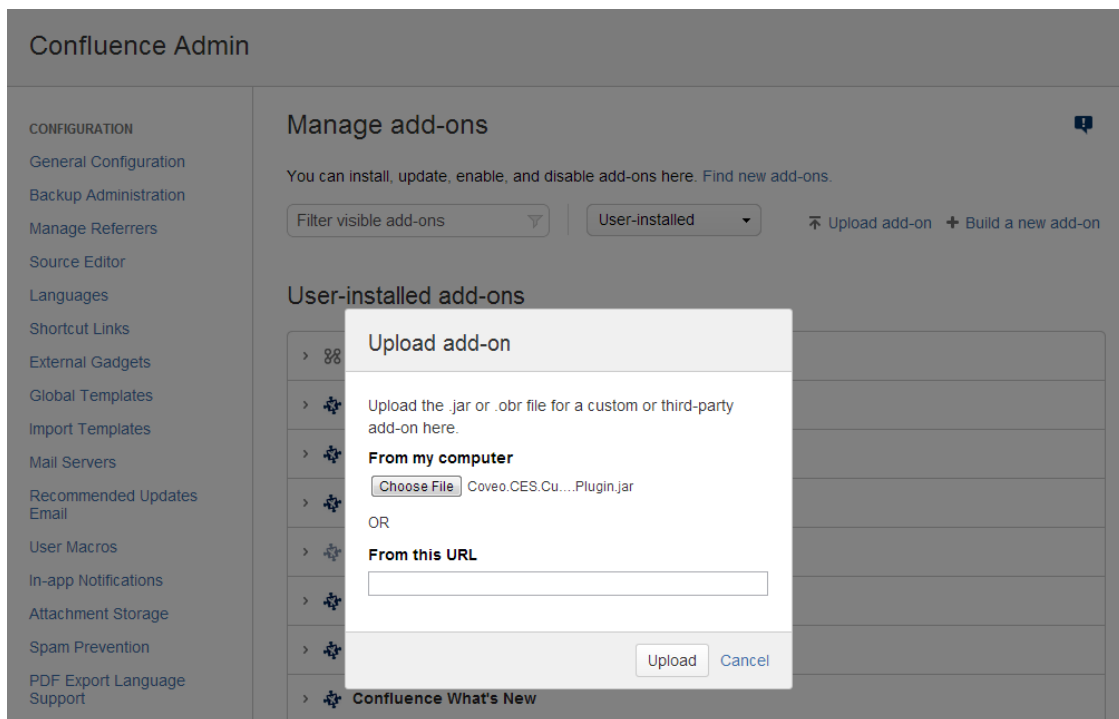 Confluence Admin
CONFIGURATION
General Configuration
Backup Administration
Manage Referrers
Source Editor
Languages
Shortcut Links
External Gadgets
Global Templates
Import Templates
Mail Servers
Recommended Updates
Email
User Macros
In-app Notifications
Attachment Storage
Spam Prevention
PDF Export Language
Support
Manage add-ons
You can install, update, enable, and disable add-ons here. Find new add-ons.
Filter visible add-ons
User-installed
Upload add-on
Build a new add-on
User-installed add-ons
Upload add-on
Upload the .jar or .obr file for a custom or third-party
add-on here.
From my computer
Choose File Coveo.CES.Cu....Plugin.jar
OR
From this URL
Upload Cancel
Confluence What's New